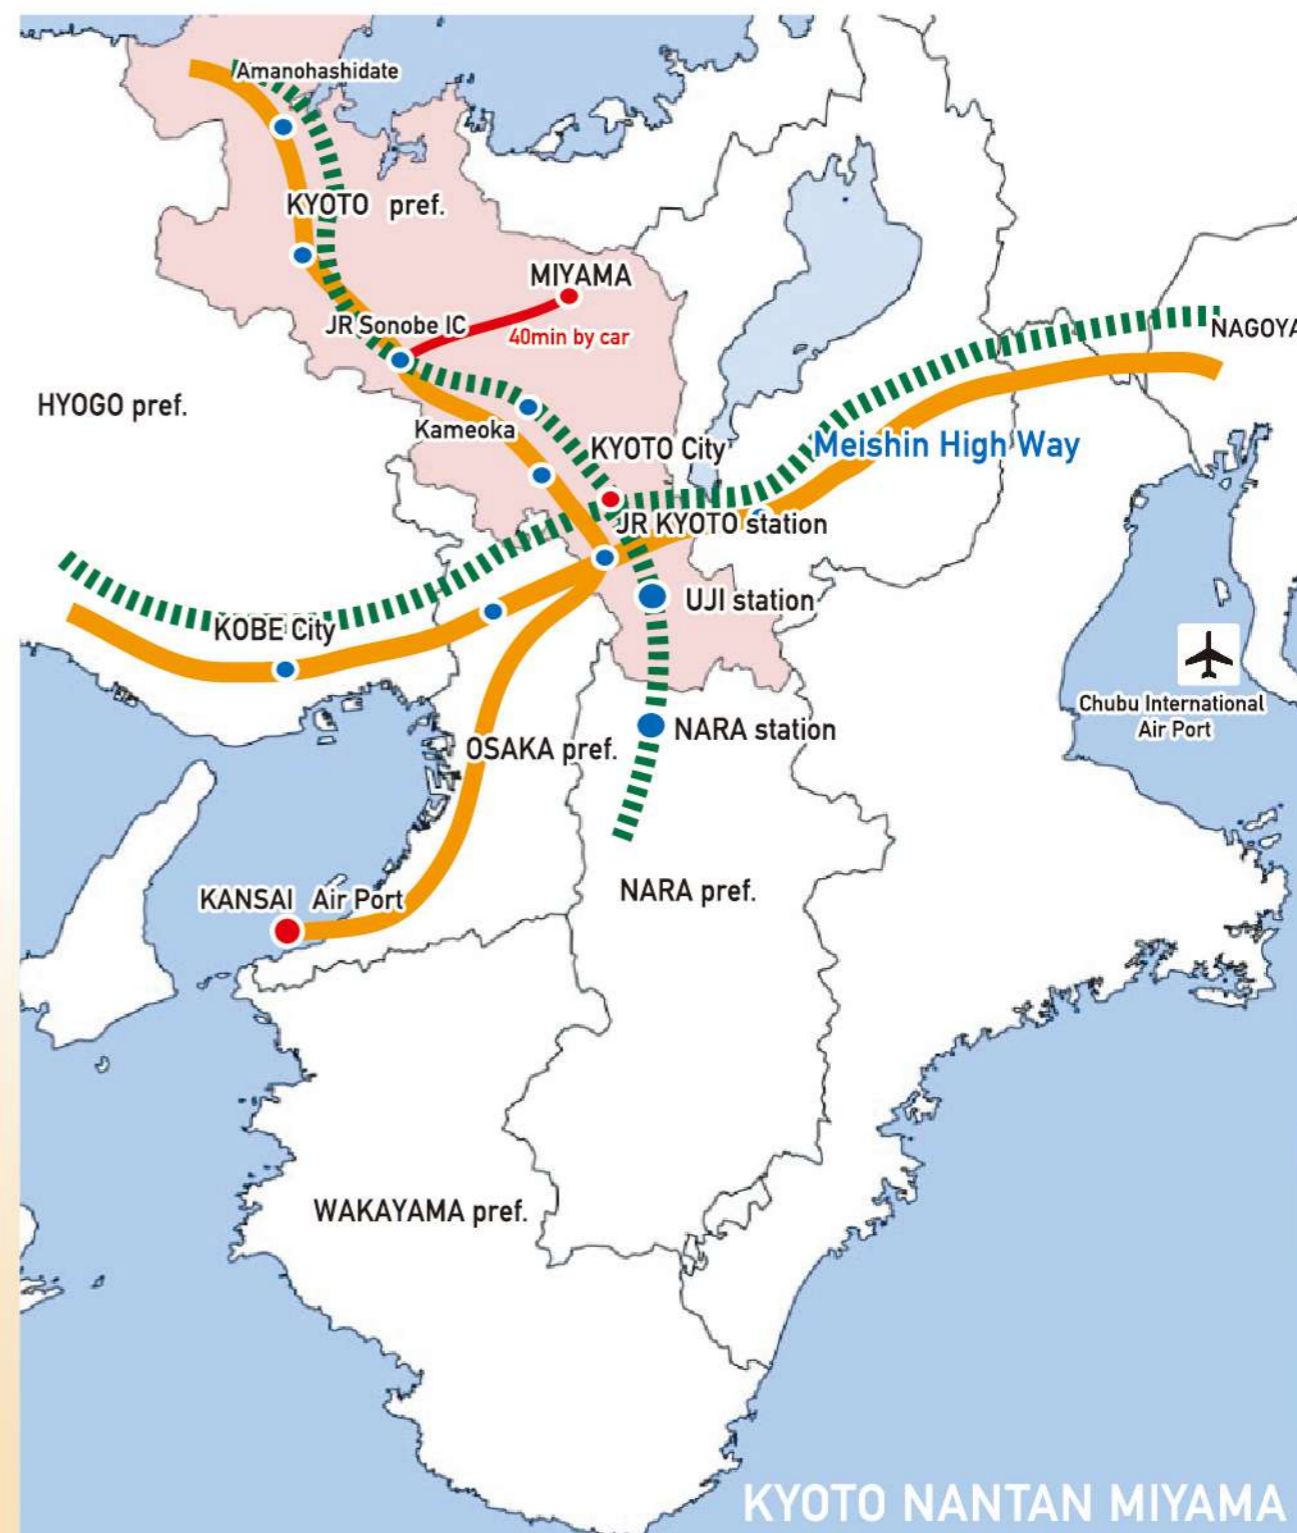 Amanohashidate
KYOTO pref.
MIYAMA
JR Sonobe IC
40min by car
NAGOYA
HYOGO pref.
Kameoka
KYOTO City
Meishin High Way
JR KYOTO station
UJI station
KOBE City
Chubu International
Air Port
NARA station
OSAKA pref.
KANSAI Air Port
NARA pref.
WAKAYAMA pref.
KYOTO NANTAN MIYAMA